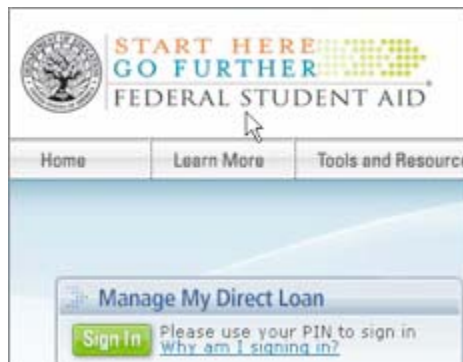 START HERE
GO FURTHER
FEDERAL STUDENT AID
Home Learn More Tools and Resourc
Manage My Direct Loan
Sign In Please use your PIN to sign in
Why am I signing in?